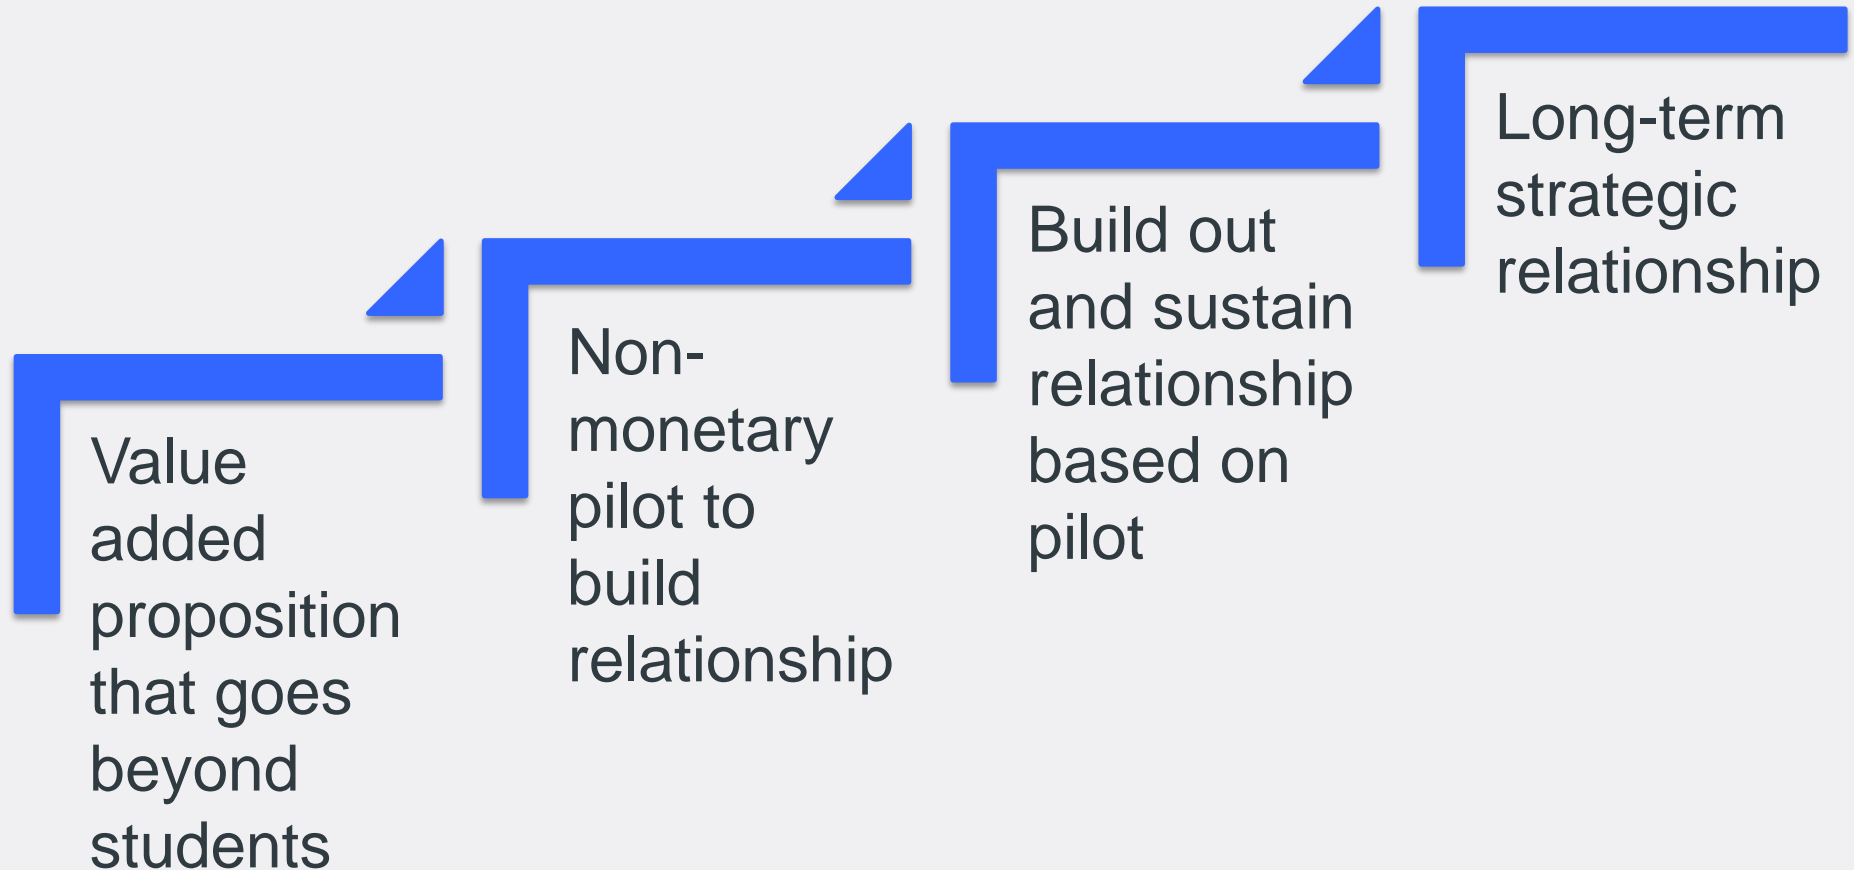 Value
added
proposition
that goes
beyond
students
Non-
monetary
pilot to
build
relationship
Build out
and sustain
relationship
based on
pilot
Long-term
strategic
relationship